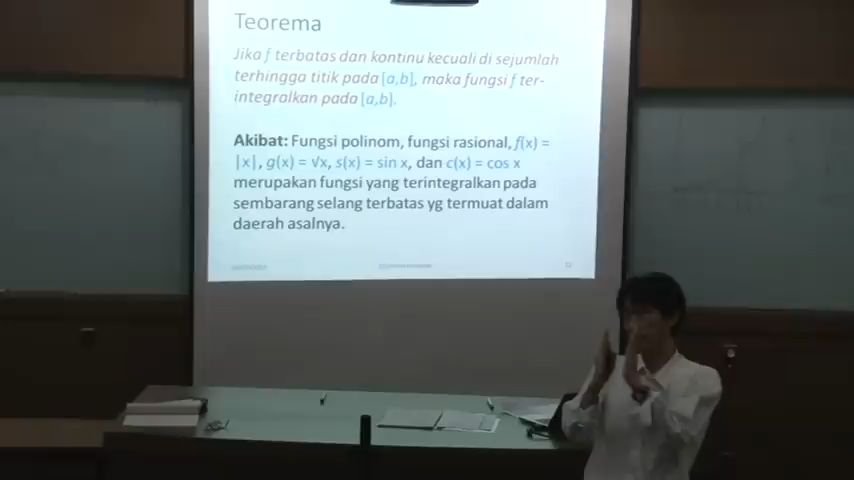 Teorema
Jika f terbatas dan kontinu kecuali di sejumlah
terhingga titik pada [a,b], maka fungsi f ter-
integralkan pada [a,b].
Akibat: Fungsi polinom, fungsi rasional, f(x) =
|x|, g(x) = √x, s(x) = sin x, dan c(x) = cos x
merupakan fungsi yang terintegralkan pada
sembarang selang terbatas yg termuat dalam
daerah asalnya.